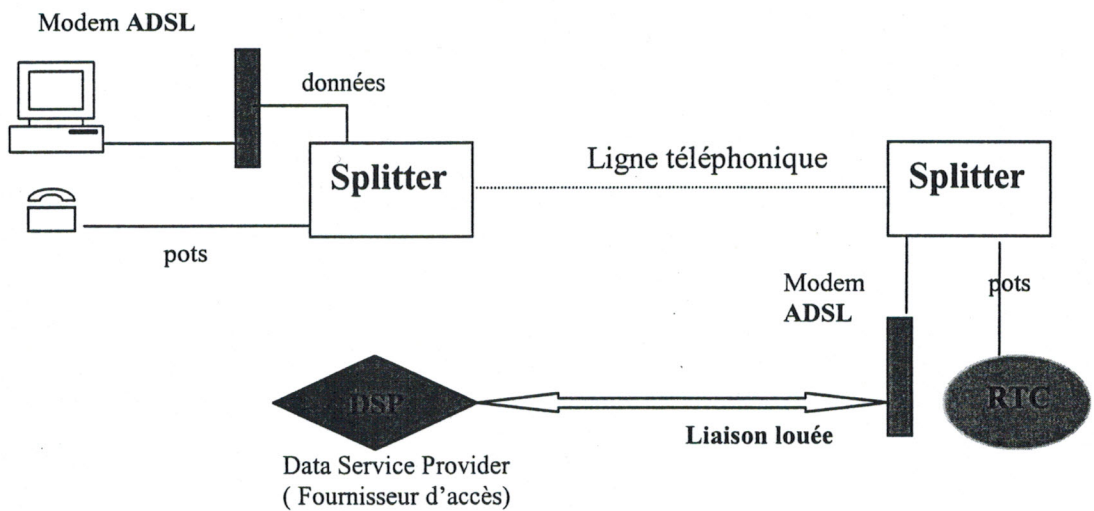 Modem ADSL
données
Splitter
pots
Ligne téléphonique
Splitter
Modem
ADSL
pots
DSP
RTC
Liaison louée
Data Service Provider
( Fournisseur d'accès)